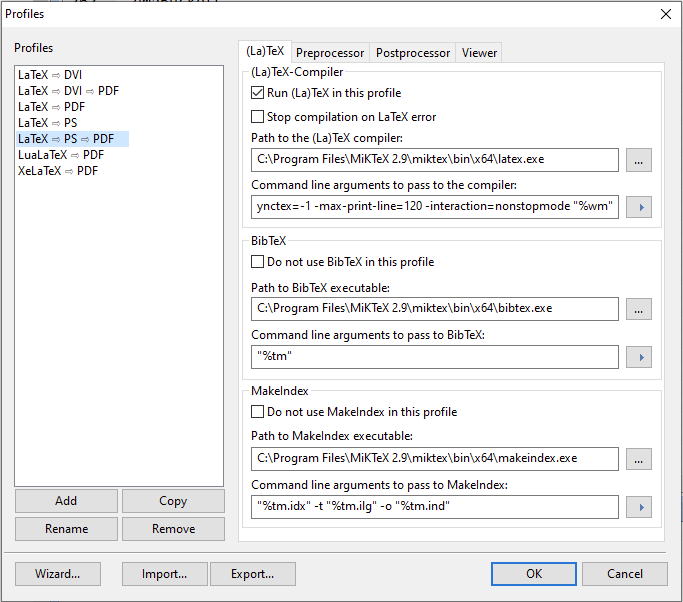 Profiles
Profiles
LaTeX ⇨ DVI
LaTeX ⇨ DVI ⇨ PDF
LaTeX ⇨ PDF
LaTeX ⇨ PS
LaTeX ⇨ PS ⇨ PDF
LuaLaTeX ⇨ PDF
XeLaTeX ⇨ PDF
Add
Copy
Rename
Remove
(La)TeX
Preprocessor
Postprocessor
Viewer
(La)TeX-Compiler
Run (La)TeX in this profile
Stop compilation on LaTeX error
Path to the (La)TeX compiler:
C:\Program Files\MiKTeX 2.9\miktex\bin\x64\latex.exe
...
Command line arguments to pass to the compiler:
ynctex=-1 -max-print-line=120 -interaction=nonstopmode "%wm"
BibTeX
Do not use BibTeX in this profile
Path to BibTeX executable:
C:\Program Files\MiKTeX 2.9\miktex\bin\x64\bibtex.exe
...
Command line arguments to pass to BibTeX:
"%tm"
MakeIndex
Do not use MakeIndex in this profile
Path to MakeIndex executable:
C:\Program Files\MiKTeX 2.9\miktex\bin\x64\makeindex.exe
...
Command line arguments to pass to MakeIndex:
"%tm.idx" -t "%tm.ilg" -o "%tm.ind"
Wizard...
Import...
Export...
OK
Cancel